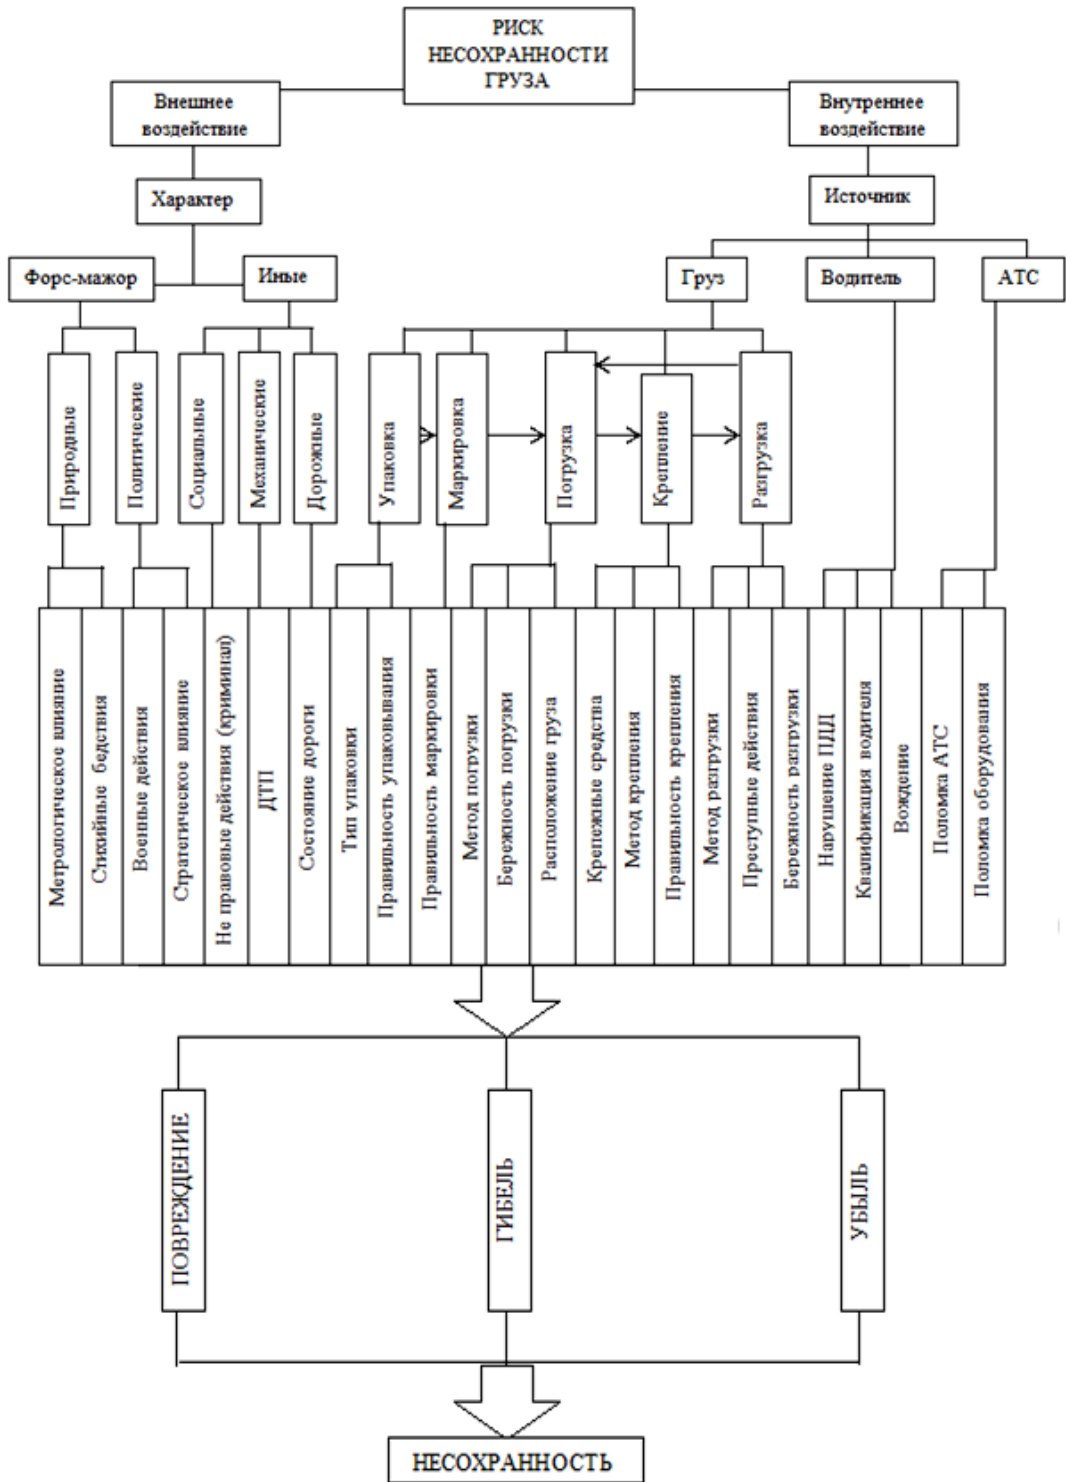 РИСК
НЕСОХРАННОСТИ
ГРУЗА
Внешнее
воздействие
Внутреннее
воздействие
Характер
Источник
Форс-мажор
Иные
Груз
Водитель
АТС
Природные
Политические
Социальные
Механические
Дорожные
Упаковка
Маркировка
Погрузка
Крепление
Разгрузка
Метрологическое влияние
Стихийные бедствия
Военные действия
Стратегическое влияние
Не правовые действия (криминал)
ДТП
Состояние дороги
Тип упаковки
Правильность упаковывания
Правильность маркировки
Метод погрузки
Бережность погрузки
Расположение груза
Крепежные средства
Метод крепления
Правильность крепления
Метод разгрузки
Преступные действия
Бережность разгрузки
Нарушение ПДД
Квалификация водителя
Вождение
Поломка АТС
Поломка оборудования
ПОВРЕЖДЕНИЕ
ГИБЕЛЬ
УБЫЛЬ
НЕСОХРАННОСТЬ